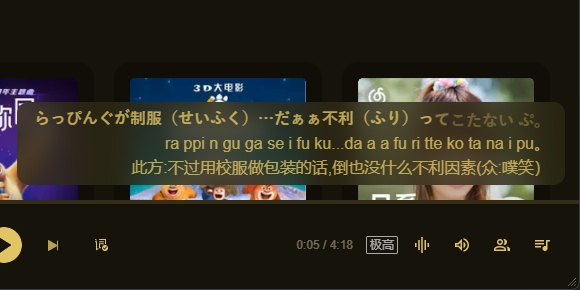 3D大电影
らっぴんぐが制服（せいふく）…だぁぁ不利（ふり）ってこたない ぷ。
ra ppi n gu ga se i fu ku...da a a fu ri tte ko ta na i pu。
此方:不过用校服做包装的话,倒也没什么不利因素(众:噗笑)
词
0:05 / 4:18
极高